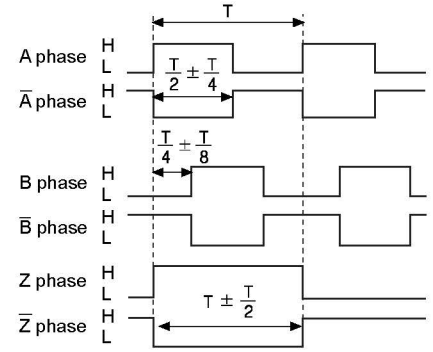 T
A phase H
L
T/2 ± T/4
A̅ phase H
L
T/4 ± T/8
B phase H
L
B̅ phase H
L
Z phase H
L
T ± T/2
Z̅ phase H
L